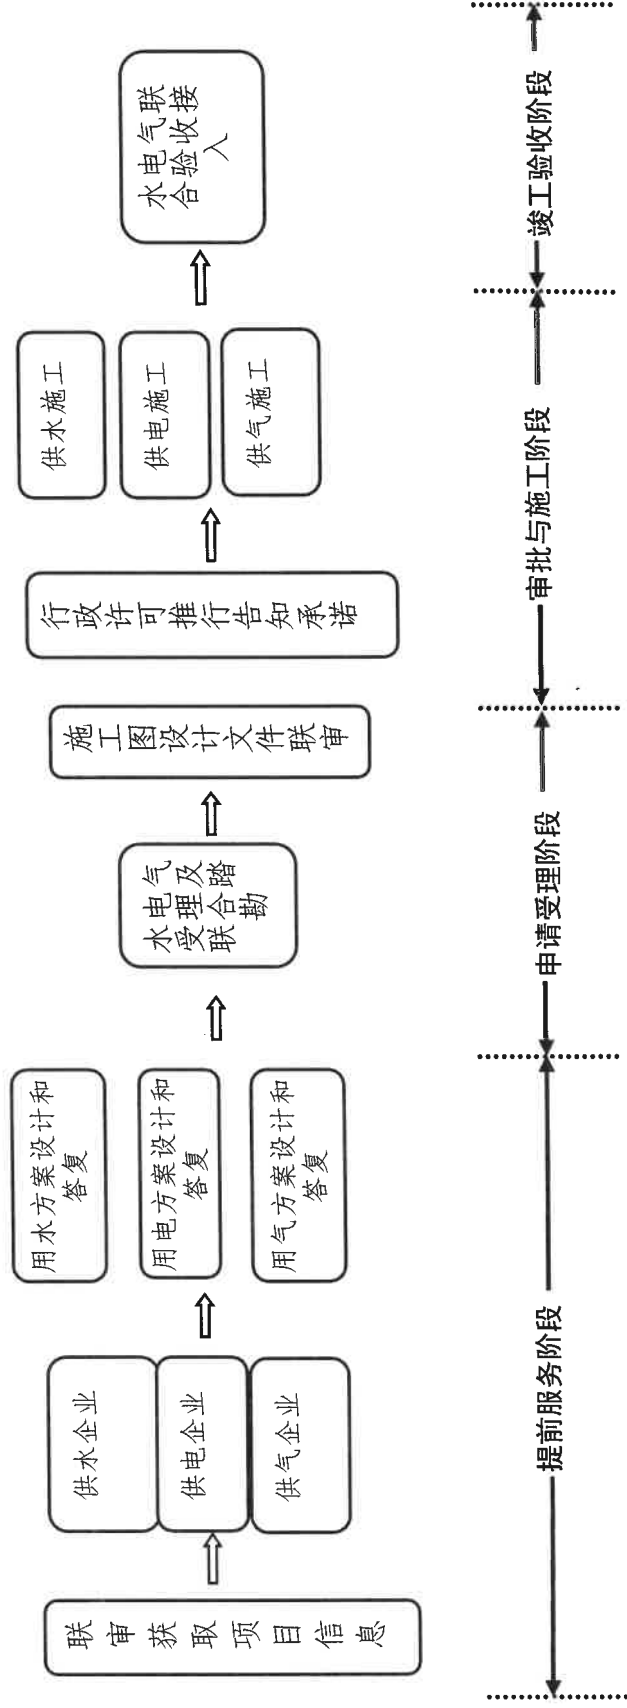 联审获取项目信息
供水企业
供电企业
供气企业
用水方案设计和
答复
用电方案设计和
答复
用气方案设计和
答复
水电气
受理及
联合踏
勘
施工图设计文件联审
行政许可推行告知承诺
供水施工
供电施工
供气施工
水电气联
合验收接
入
提前服务阶段
申请受理阶段
审批与施工阶段
竣工验收阶段